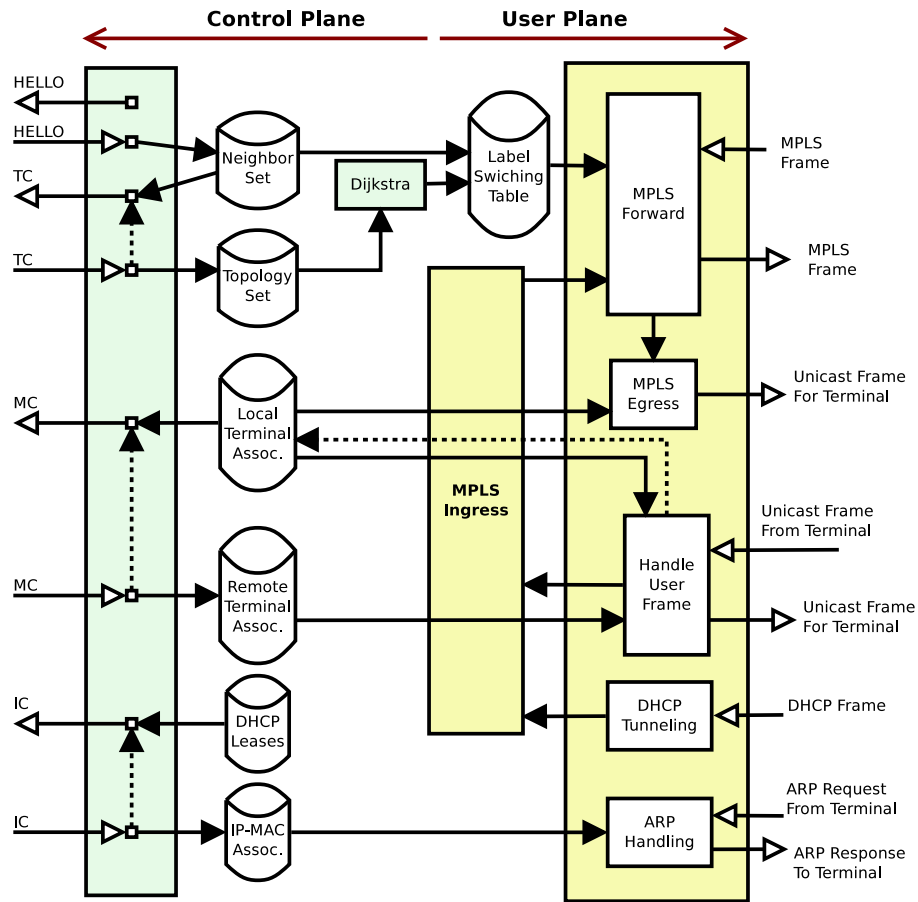 Control Plane
User Plane
HELLO
HELLO
TC
TC
MC
MC
IC
IC
Neighbor
Set
Dijkstra
Label
Swiching
Table
Topology
Set
Local
Terminal
Assoc.
Remote
Terminal
Assoc.
DHCP
Leases
IP-MAC
Assoc.
MPLS
Ingress
MPLS
Forward
MPLS
Egress
Handle
User
Frame
DHCP
Tunneling
ARP
Handling
MPLS
Frame
MPLS
Frame
Unicast Frame
For Terminal
Unicast Frame
From Terminal
Unicast Frame
For Terminal
DHCP Frame
ARP Request
From Terminal
ARP Response
To Terminal